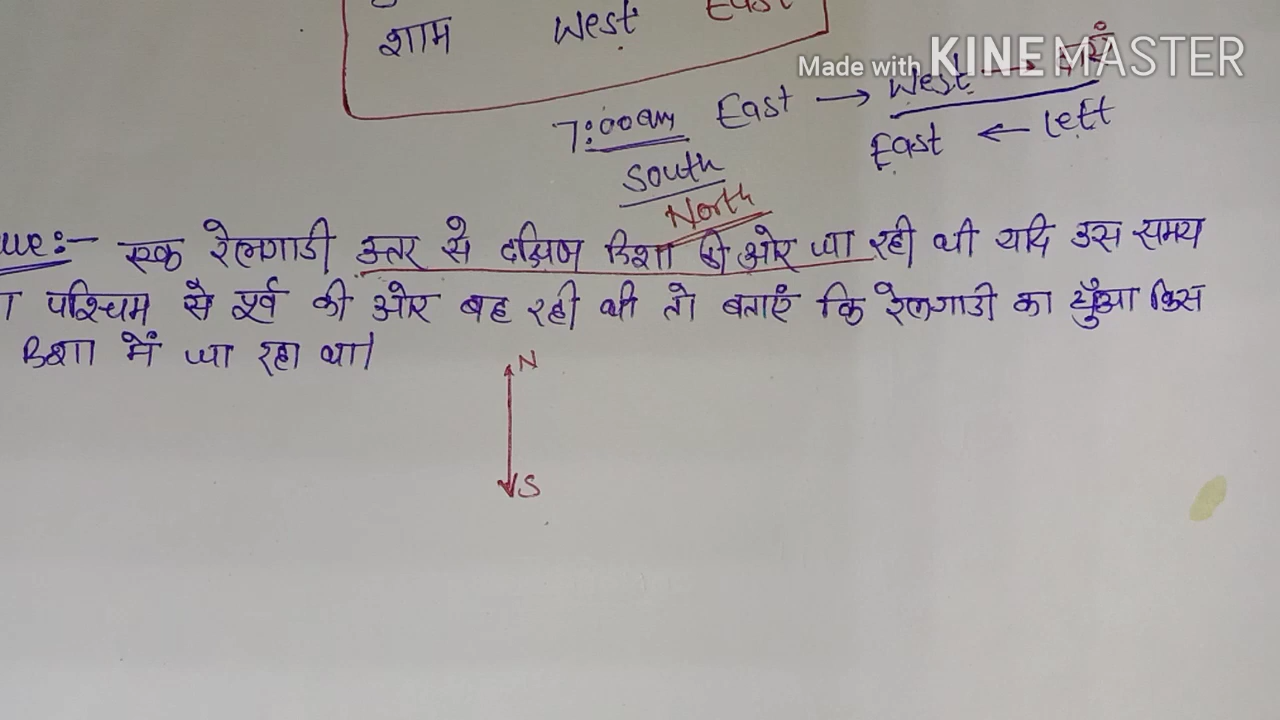 East
शाम West
Made with KINEMASTER
7:00am East → West →
East ← left
South
North
एक रेलगाडी उत्तर से दक्षिण दिशा की ओर जा रही थी यदि उस समय
पश्चिम से पूर्व की ओर बह रही थी तो बताएं कि रेलगाडी का धुँआ किस
दिशा में जा रहा था।
N
S